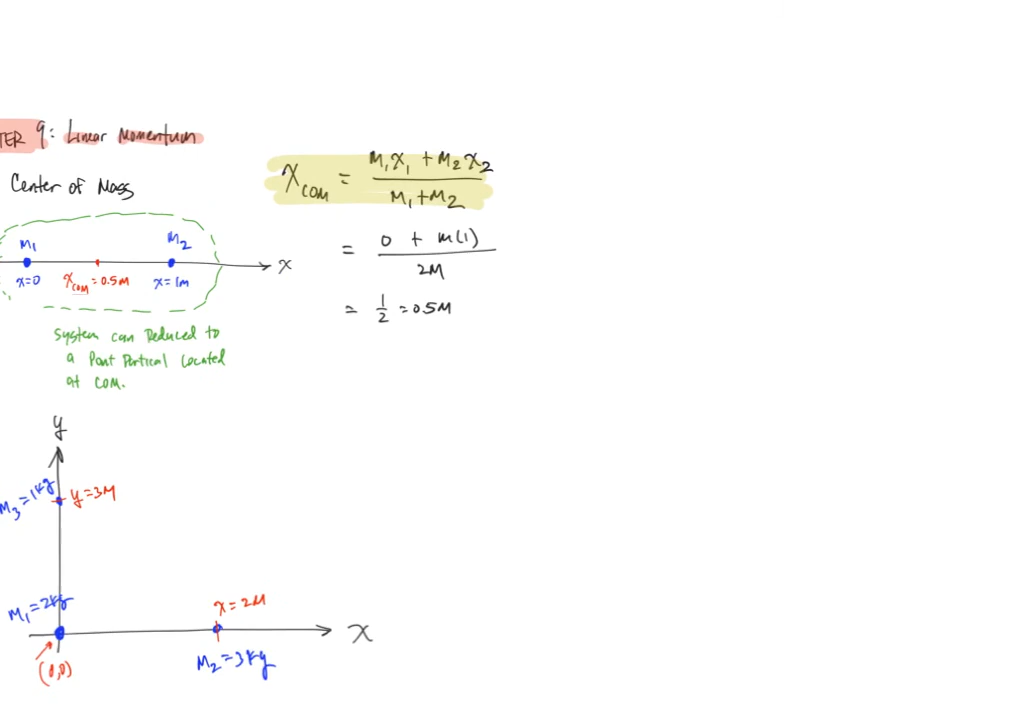 TER 9: Linear Momentum
Center of Mass
X_COM = (M₁X₁ + M₂X₂) / (M₁+M₂)
= (0 + m(1)) / 2M
= 1/2 = 0.5M
M₁ M₂
x=0 X_COM = 0.5M x=1m X
System can Reduced to
a Pont Partical Located
at COM.
y
M₃=1kg y=3M
M₁=2kg x=2M
X
(0,0) M₂=3kg